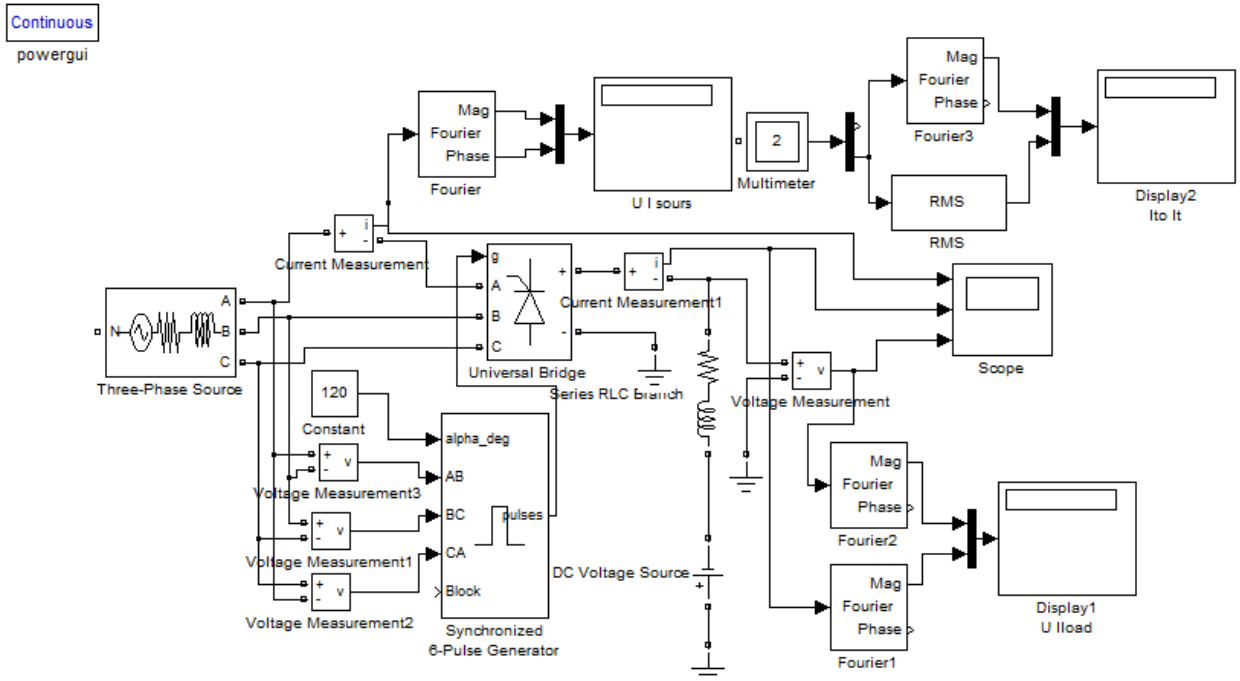 Continuous
powergui
Mag
Fourier
Phase
Fourier
U I sours
2
Multimeter
Mag
Fourier
Phase
Fourier3
RMS
RMS
Display2
Ito It
i
+
-
Current Measurement
g
A
B
C
+
-
Universal Bridge
i
+
-
Current Measurement1
Scope
N
A
B
C
Three-Phase Source
120
Constant
Series RLC Branch
+
-
v
Voltage Measurement
alpha_deg
AB
BC
CA
Block
pulses
Synchronized
6-Pulse Generator
+
-
v
Voltage Measurement3
+
-
v
Voltage Measurement1
+
-
v
Voltage Measurement2
DC Voltage Source
+
Mag
Fourier
Phase
Fourier2
Mag
Fourier
Phase
Fourier1
Display1
U Iload